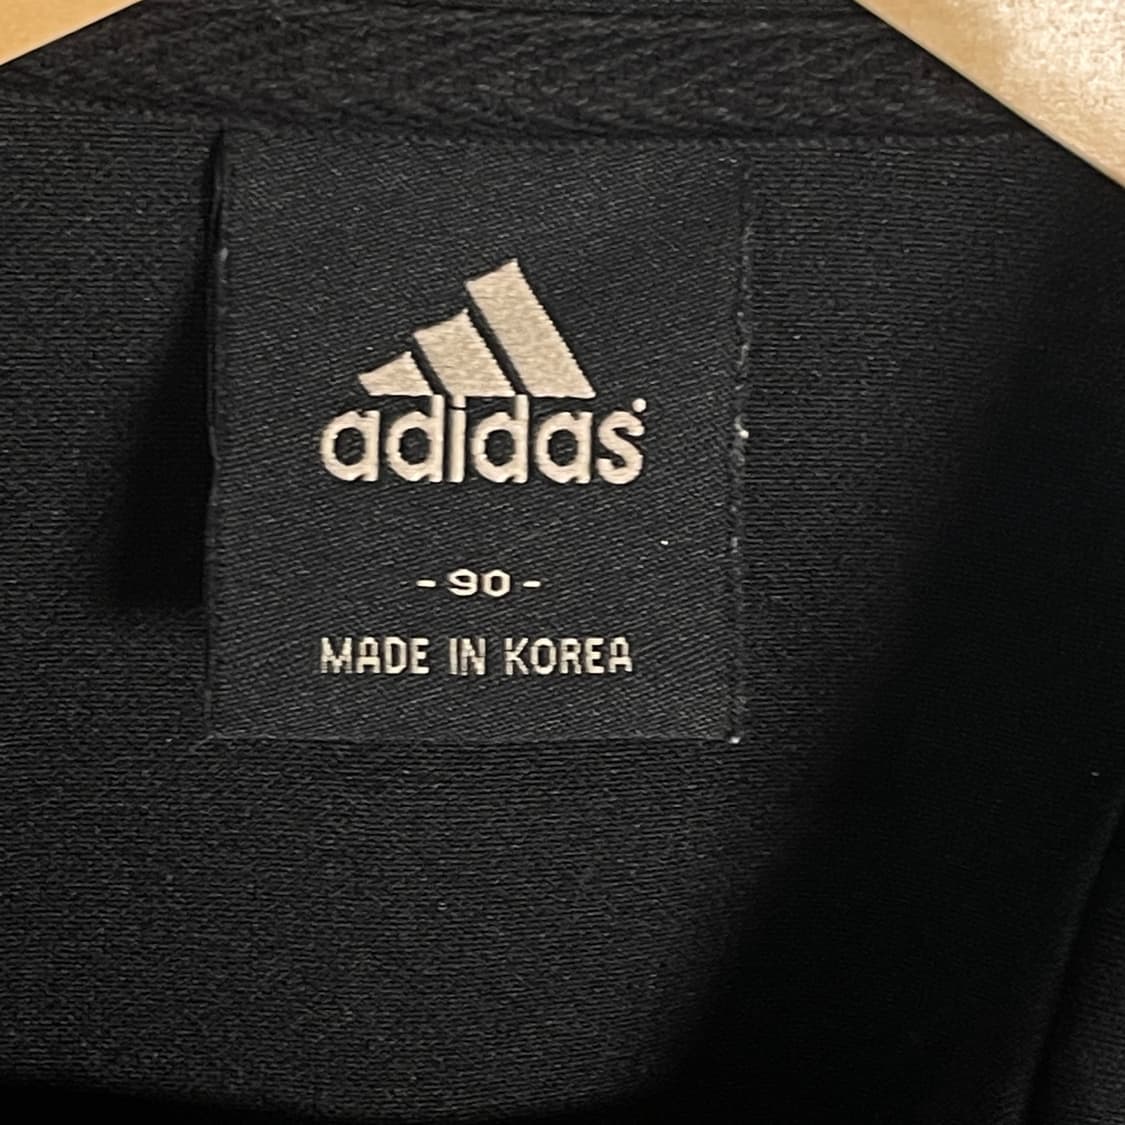 adidas
- 90 -
MADE IN KOREA